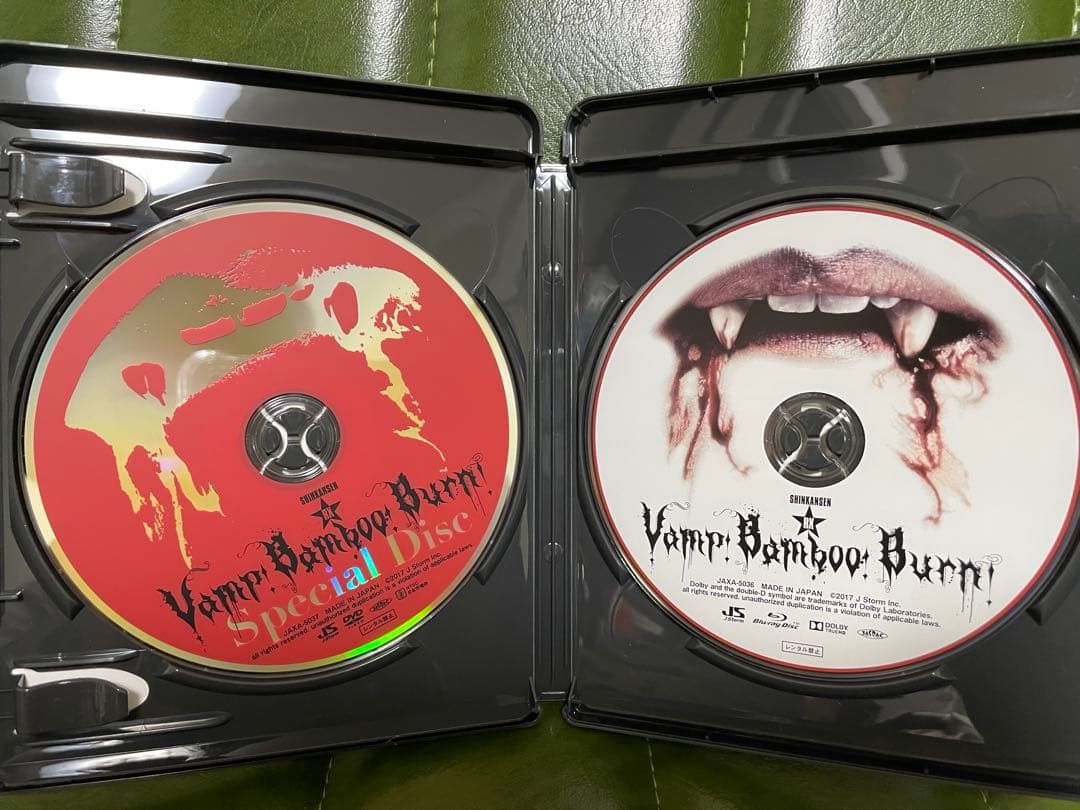 SHINKANSEN
RX
Vamp! Bamboo! Burn!
Special Disc
JAXA-5037 MADE IN JAPAN ©2017 J Storm Inc.
all rights reserved. unauthorized duplication is a violation of applicable laws.
JS
DVD
レンタル禁止
SHINKANSEN
RX
Vamp! Bamboo! Burn!
JAXA-5036 MADE IN JAPAN ©2017 J Storm Inc.
Dolby and the double-D symbol are trademarks of Dolby Laboratories.
all rights reserved. unauthorized duplication is a violation of applicable laws.
JS
J Storm
Blu-ray Disc
DOLBY
TRUEHD
レンタル禁止